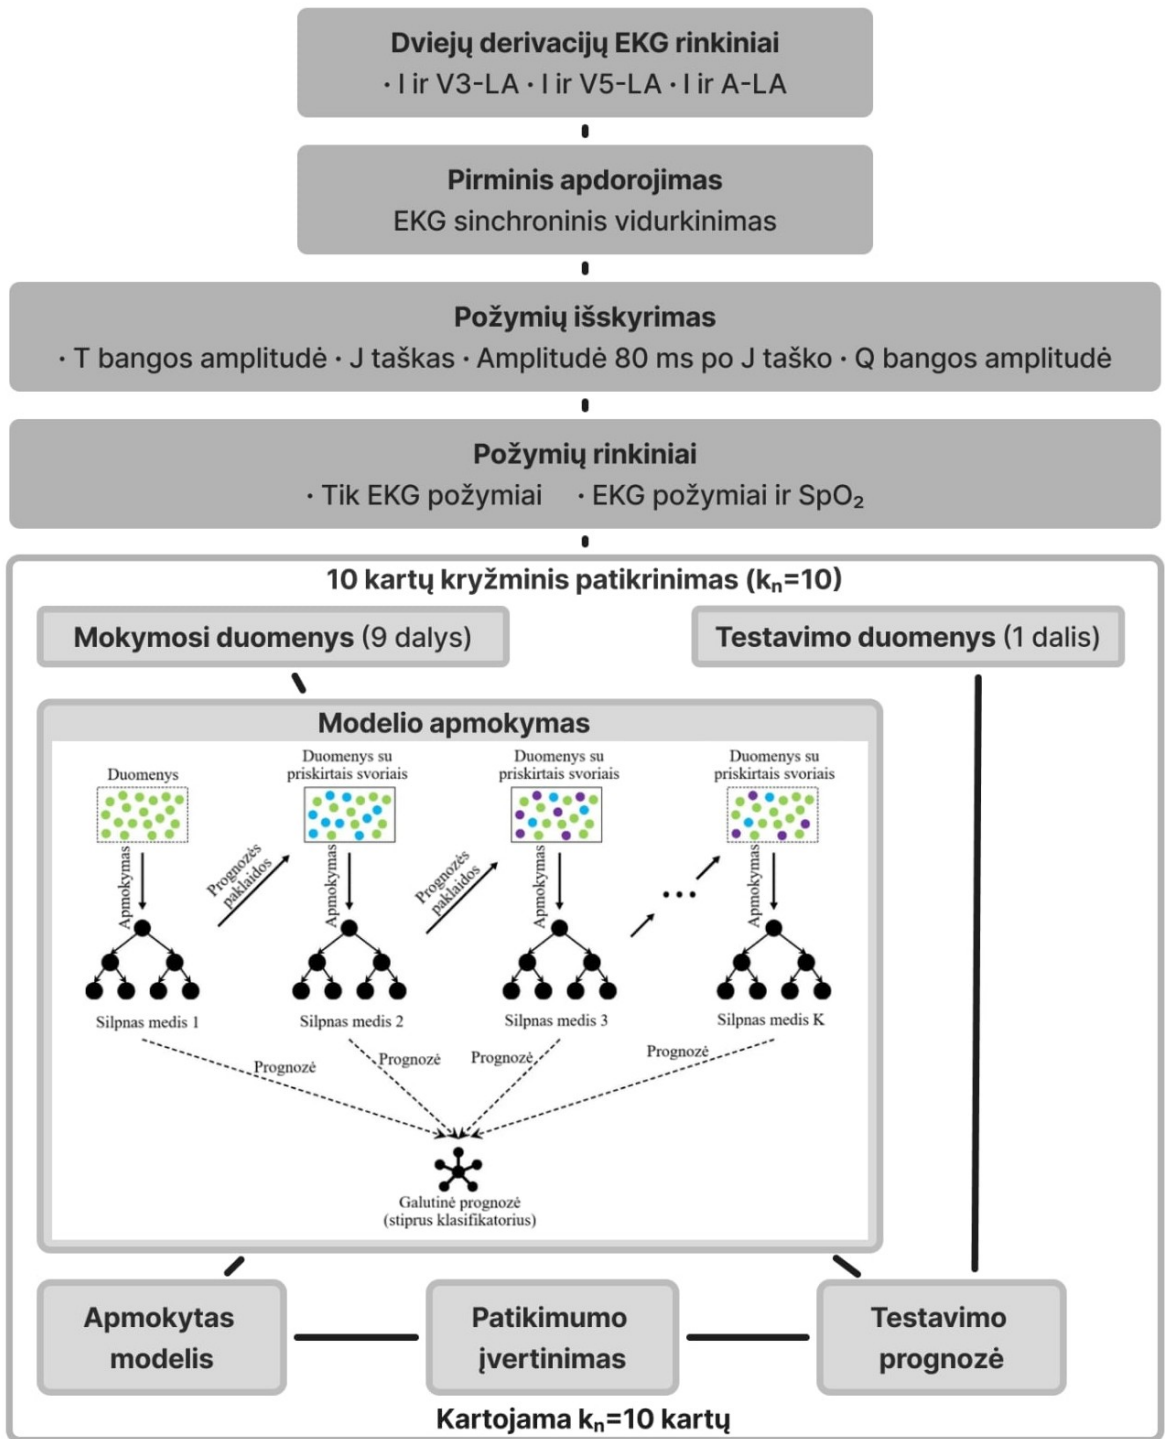 Dviejų derivacijų EKG rinkiniai
· I ir V3-LA · I ir V5-LA · I ir A-LA
Pirminis apdorojimas
EKG sinchroninis vidurkinimas
Požymių išskyrimas
· T bangos amplitudė · J taškas · Amplitudė 80 ms po J taško · Q bangos amplitudė
Požymių rinkiniai
· Tik EKG požymiai · EKG požymiai ir SpO₂
10 kartų kryžminis patikrinimas (kₙ=10)
Mokymosi duomenys (9 dalys)
Testavimo duomenys (1 dalis)
Modelio apmokymas
Duomenys
Duomenys su
priskirtais svoriais
Duomenys su
priskirtais svoriais
Duomenys su
priskirtais svoriais
Apmokymas
Prognozės
paklaidos
Apmokymas
Prognozės
paklaidos
Apmokymas
...
Apmokymas
Silpnas medis 1
Silpnas medis 2
Silpnas medis 3
Silpnas medis K
Prognozė
Prognozė
Prognozė
Prognozė
Galutinė prognozė
(stiprus klasifikatorius)
Apmokytas
modelis
Patikimumo
įvertinimas
Testavimo
prognozė
Kartojama kₙ=10 kartų